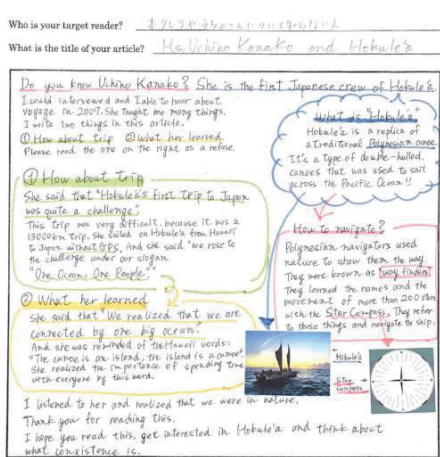 Who is your target reader?
What is the title of your article? Ms. Uchino Kanako and Hokule'a
Do you know Uchino Kanako? She is the first Japanese crew of Hokule'a.
I could interviewed and I able to hear about
voyage in 2007. She taught me many things.
I write two things in this article.
① How about trip ② What her learned
Please read the one on the right as a refuse.
① How about trip
She said that "Hokule'a's first trip to Japan
was quite a challenge."
This trip was very difficult, because it was a
13000km trip. She sailed on Hokule'a from Hawaii
to Japan without GPS. And she said "we rose to
the challenge under our slogan
"One Ocean, One People.""
② What her learned
She said that "We realized that we are
connected by one big ocean."
And she was reminded of the Hawaii words:
"The canoe is an island, the island is a canoe"
She realized the importance of spending time
with everyone by this word.
I listened to her and realized that we were in nature.
Thank you for reading this.
I hope you read this, get interested in Hokule'a and think about
what coexistence is.
What is "Hokule'a"
Hokule'a is a replica of
a traditional Polynesian canoe.
It's a type of double-hulled
canoes that was used to sail
across the Pacific Ocean!!
How to navigate?
Polynesian navigators used
nature to show them the way.
They were known as "way finders"
They learned the names and the
movement of more than 200 stars
with the Star Compass. They refer
to these things and navigate the ship.
Hokule'a
Star
Compass